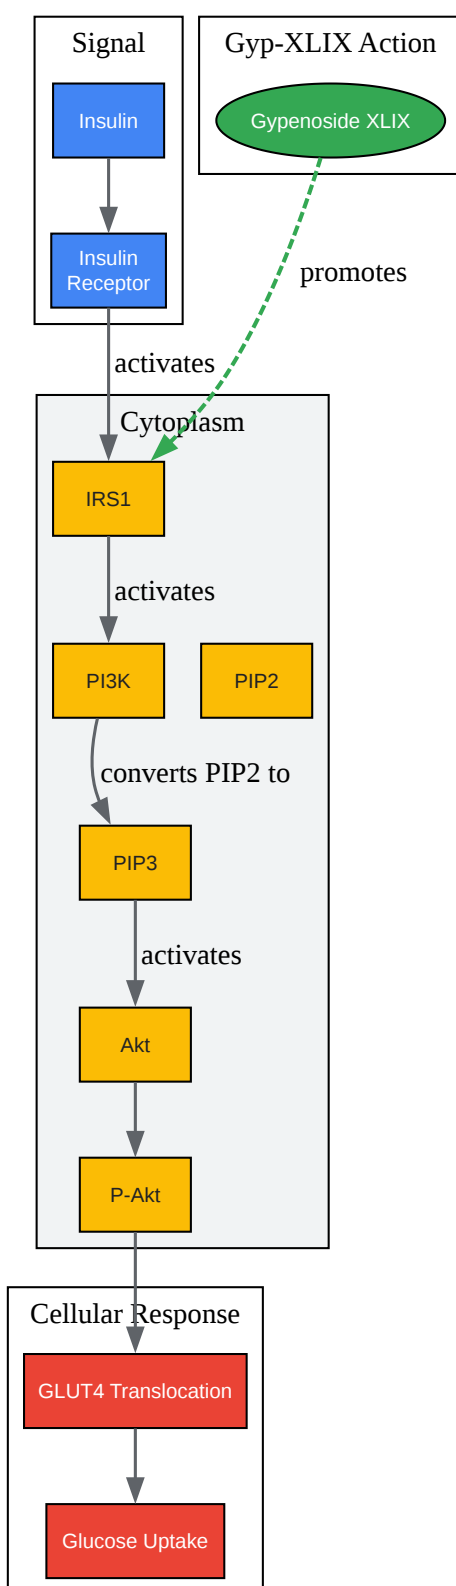 Signal
Gyp-XLIX Action
Insulin
Gypenoside XLIX
Insulin
Receptor
promotes
activates
Cytoplasm
IRS1
activates
PI3K
PIP2
converts PIP2 to
PIP3
activates
Akt
P-Akt
Cellular Response
GLUT4 Translocation
Glucose Uptake